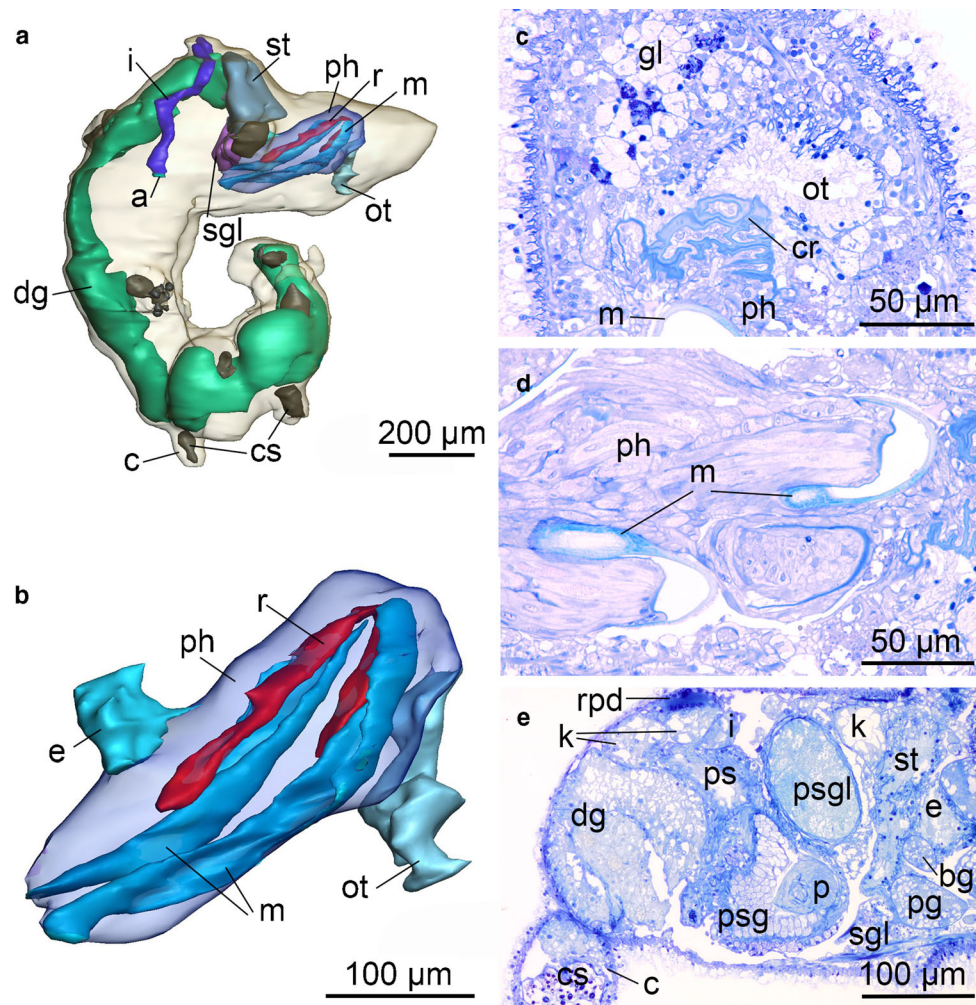 a
i
st
ph
r
m
a
sgl
ot
dg
c
cs
200 µm
b
r
ph
e
ot
m
100 µm
c
gl
ot
cr
m
ph
50 µm
d
ph
m
50 µm
e
rpd
k
i
k
ps
st
psgl
dg
e
bg
p
psg
pg
sgl
cs
c
100 µm